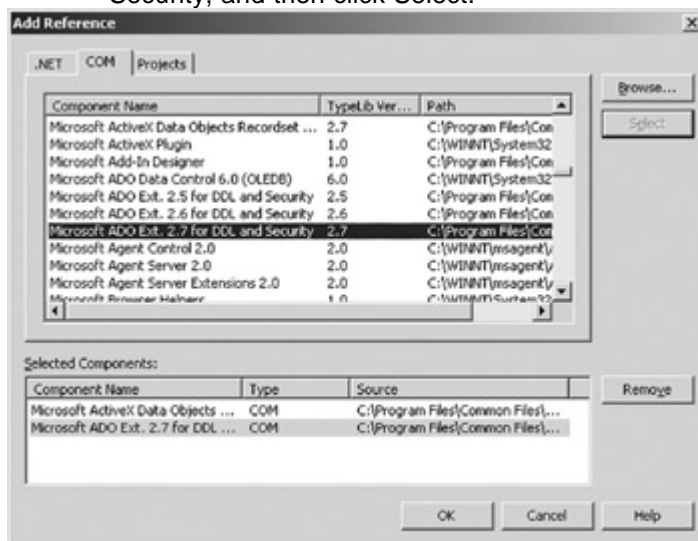 Security, and then click Select.
Add Reference
.NET COM Projects
Browse...
Component Name TypeLib Ver... Path
Select
Microsoft ActiveX Data Objects Recordset ... 2.7 C:\Program Files\Con
Microsoft ActiveX Plugin 1.0 C:\WINNT\System32
Microsoft Add-In Designer 1.0 C:\Program Files\Con
Microsoft ADO Data Control 6.0 (OLEDB) 6.0 C:\WINNT\System32
Microsoft ADO Ext. 2.5 for DDL and Security 2.5 C:\Program Files\Con
Microsoft ADO Ext. 2.6 for DDL and Security 2.6 C:\Program Files\Con
Microsoft ADO Ext. 2.7 for DDL and Security 2.7 C:\Program Files\Con
Microsoft Agent Control 2.0 2.0 C:\WINNT\msagent\
Microsoft Agent Server 2.0 2.0 C:\WINNT\msagent\
Microsoft Agent Server Extensions 2.0 2.0 C:\WINNT\msagent\
Microsoft Browser Helpers 1.0 C:\WINNT\System32
Selected Components:
Component Name Type Source
Remove
Microsoft ActiveX Data Objects ... COM C:\Program Files\Common Files\...
Microsoft ADO Ext. 2.7 for DDL ... COM C:\Program Files\Common Files\...
OK Cancel Help